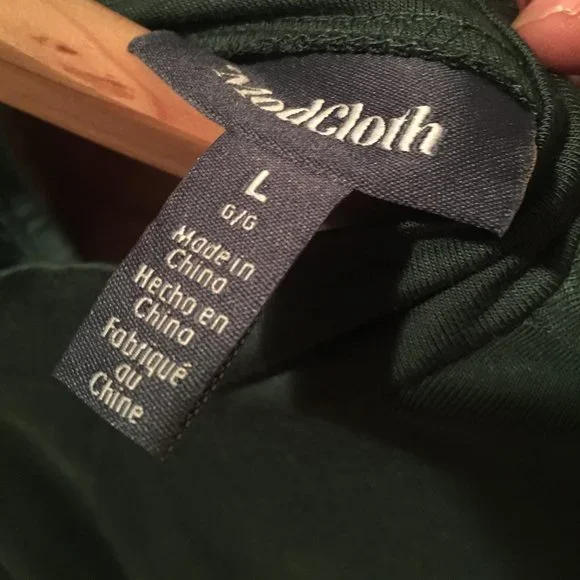 ModCloth
L
G/G
Made in
China
Hecho en
China
Fabriqué
au
Chine